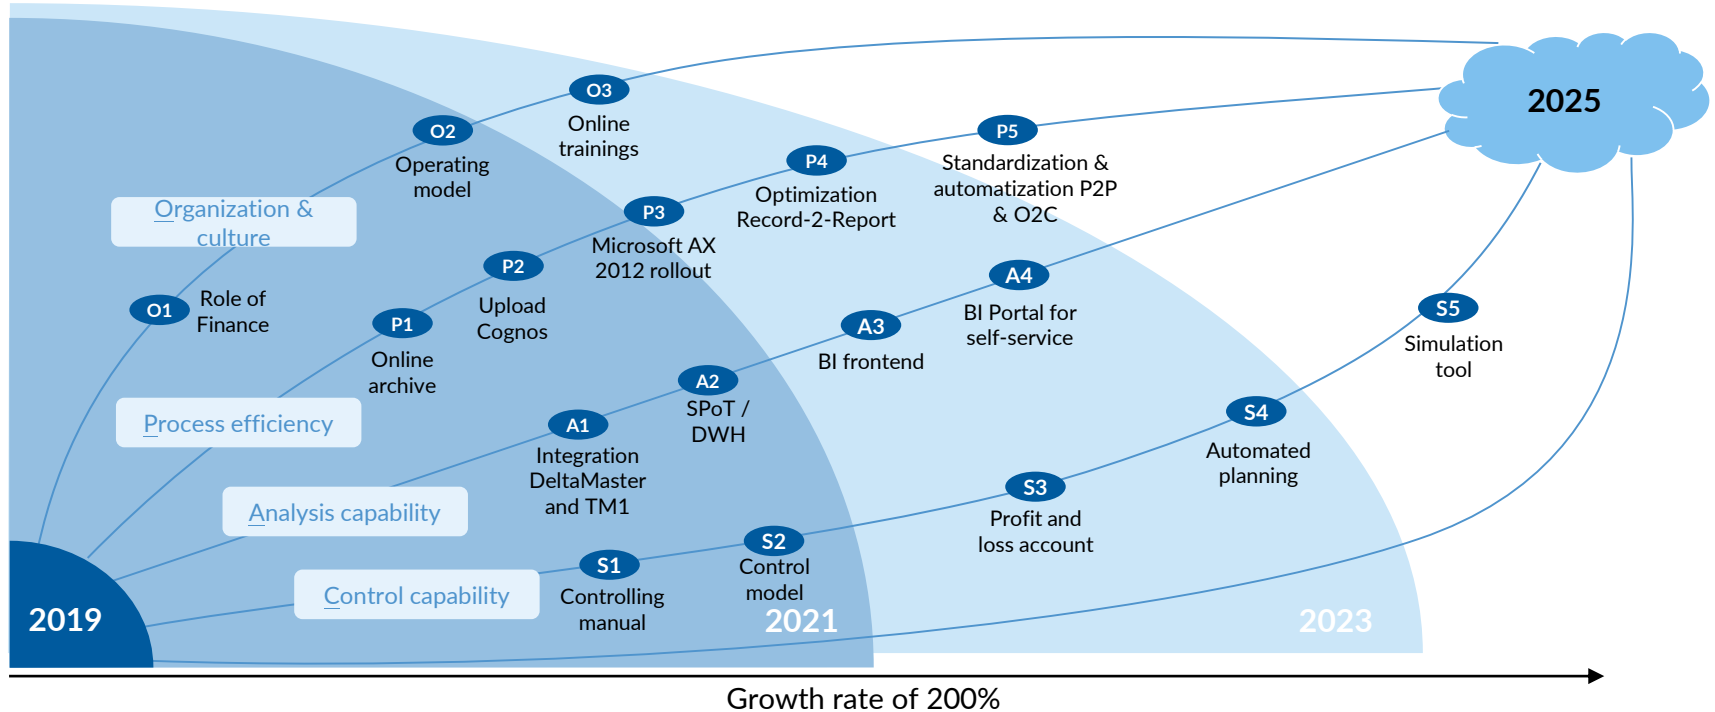 2025
O3
Online
trainings
O2
Operating
model
P5
Standardization &
automatization P2P
& O2C
P4
Optimization
Record-2-Report
P3
Microsoft AX
2012 rollout
Organization &
culture
P2
Upload
Cognos
A4
BI Portal for
self-service
O1
Role of
Finance
P1
Online
archive
A3
BI frontend
S5
Simulation
tool
A2
SPoT /
DWH
Process efficiency
A1
Integration
DeltaMaster
and TM1
S4
Automated
planning
Analysis capability
S3
Profit and
loss account
S2
Control
model
S1
Controlling
manual
Control capability
2019
2021
2023
Growth rate of 200%